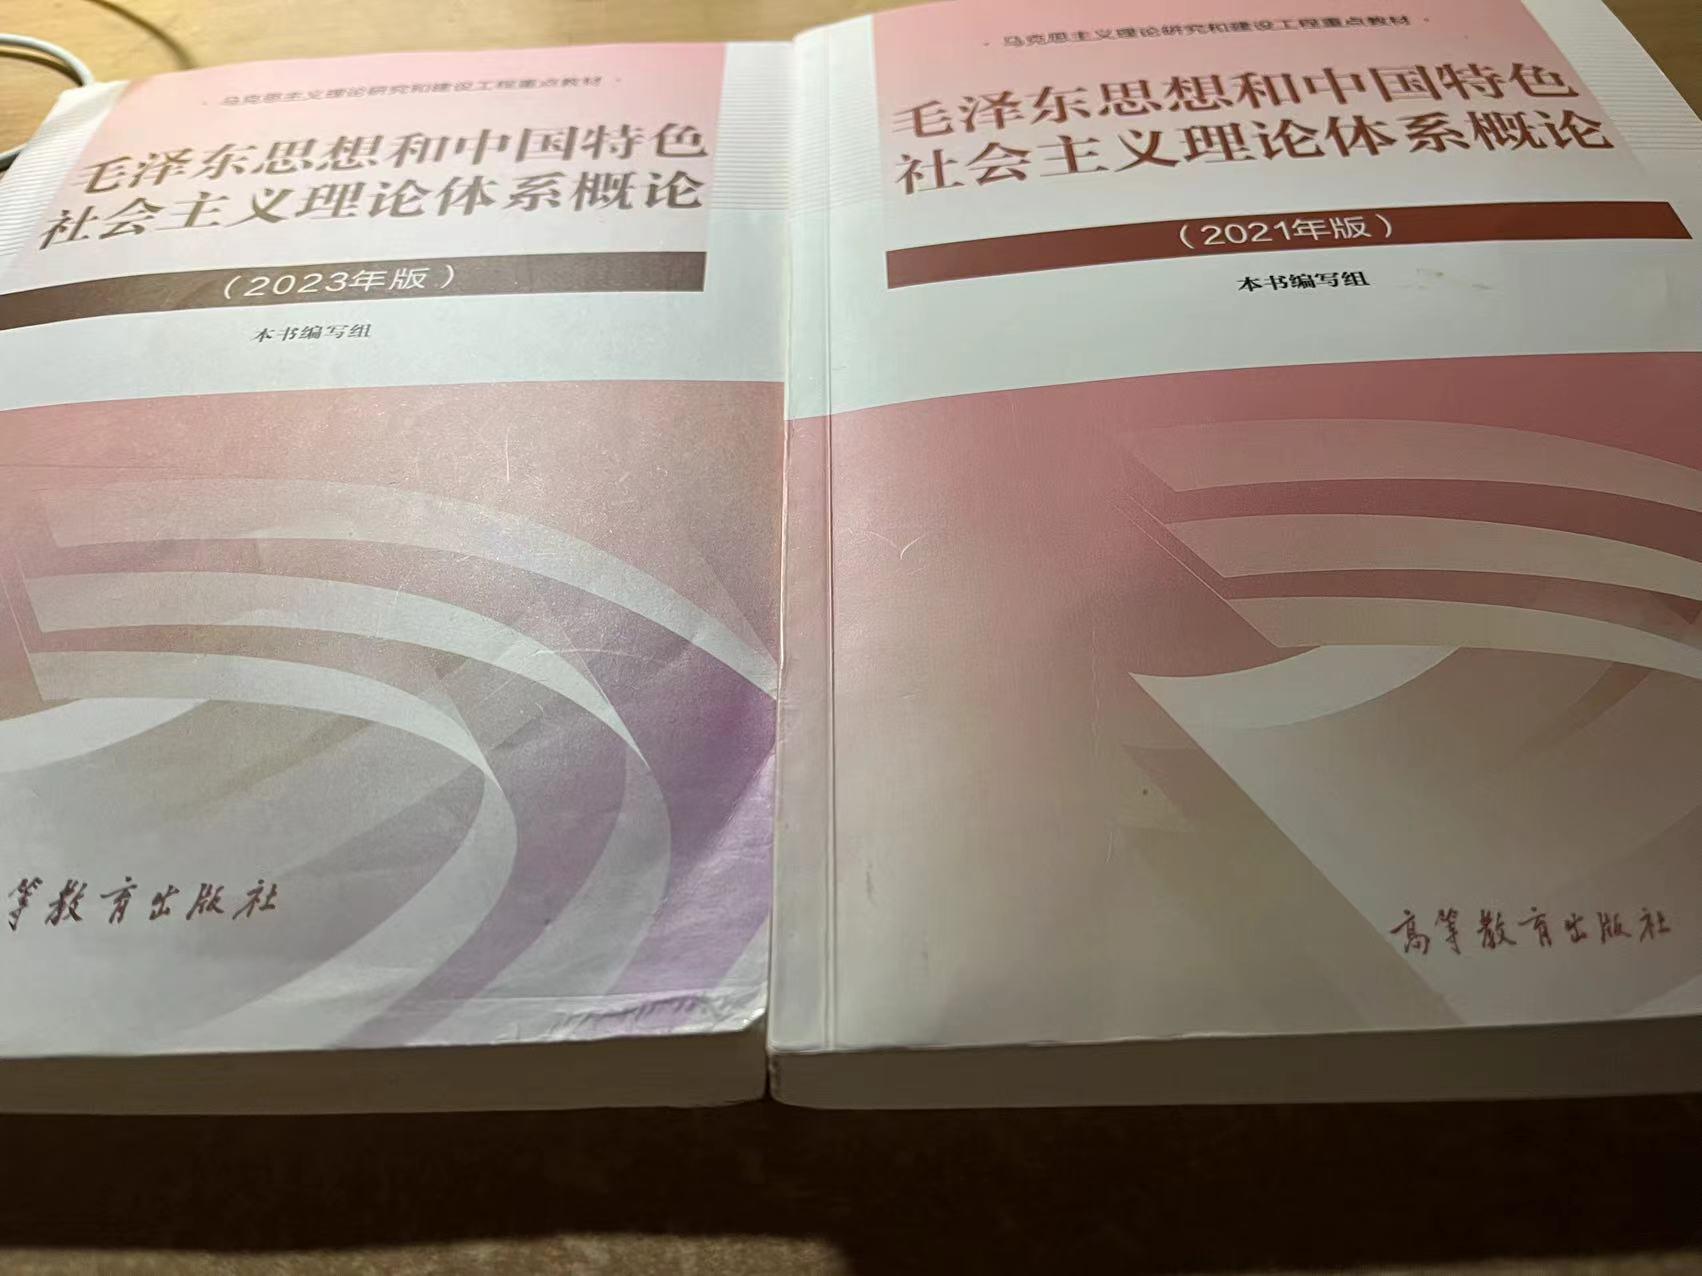 ·马克思主义理论研究和建设工程重点教材·
毛泽东思想和中国特色
社会主义理论体系概论
（2023年版）
本书编写组
等教育出版社
·马克思主义理论研究和建设工程重点教材·
毛泽东思想和中国特色
社会主义理论体系概论
（2021年版）
本书编写组
高等教育出版社